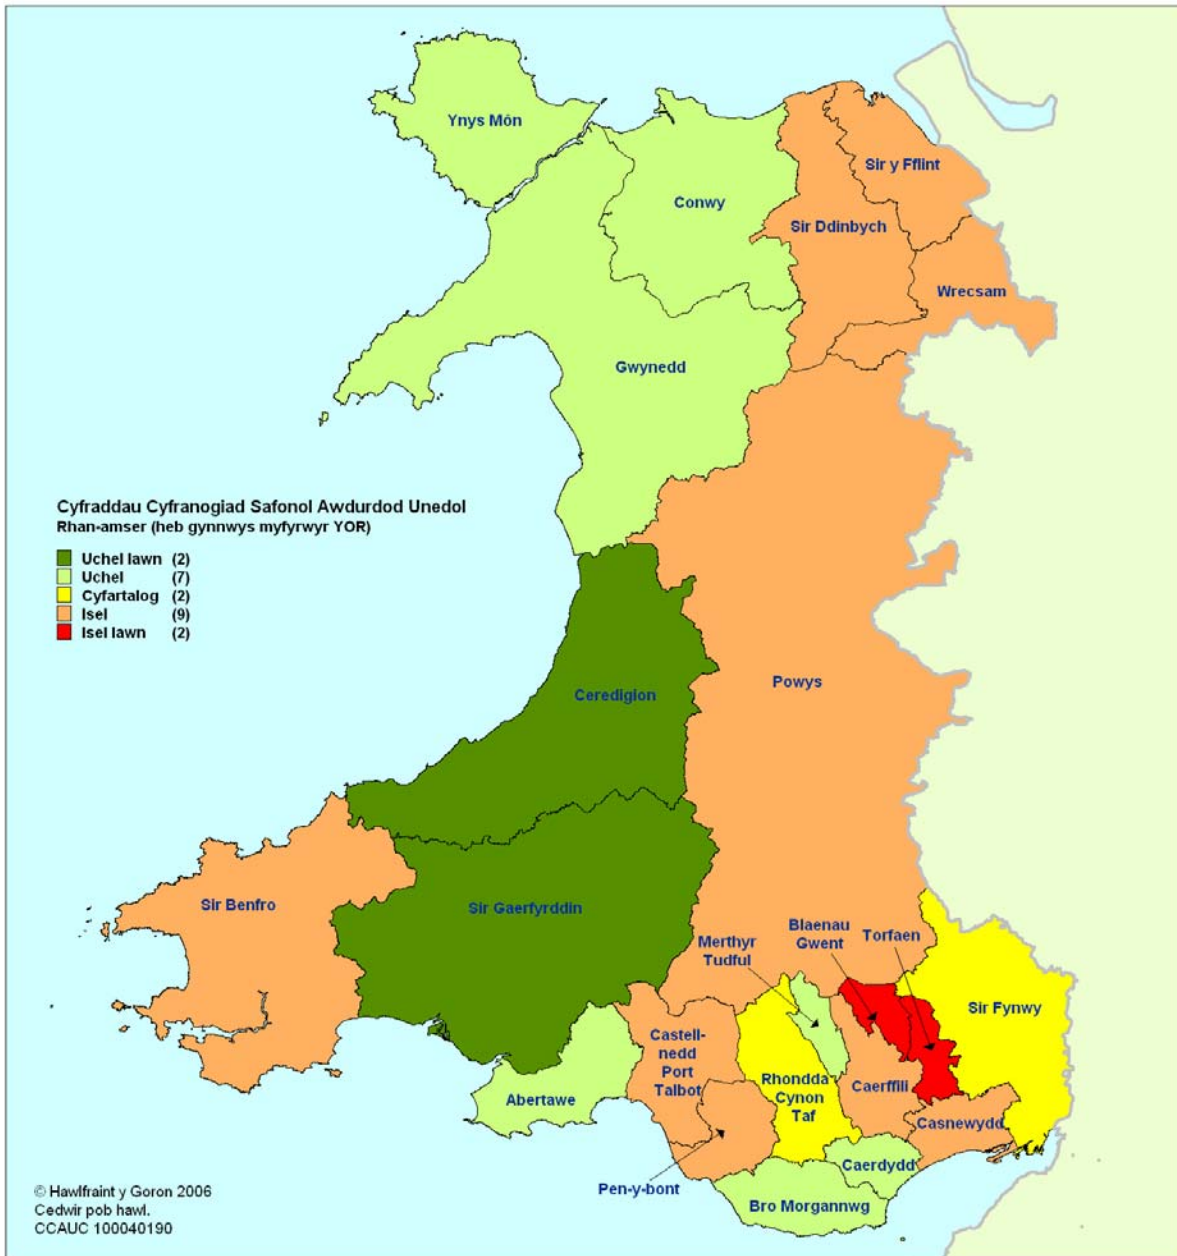 Ynys Môn
Sir y Fflint
Conwy
Sir Ddinbych
Wrecsam
Gwynedd
Cyfraddau Cyfranogiad Safonol Awdurdod Unedol
Rhan-amser (heb gynnwys myfyrwyr YOR)
Uchel Iawn (2)
Uchel (7)
Cyfartalog (2)
Isel (9)
Isel Iawn (2)
Ceredigion
Powys
Sir Benfro
Sir Gaerfyrddin
Merthyr
Tudful
Blaenau
Gwent
Torfaen
Sir Fynwy
Castell-
nedd
Port
Talbot
Rhondda
Cynon
Taf
Caerffili
Abertawe
Casnewydd
Caerdydd
Pen-y-bont
Bro Morgannwg
© Hawlfraint y Goron 2006
Cedwir pob hawl.
CCAUC 100040190